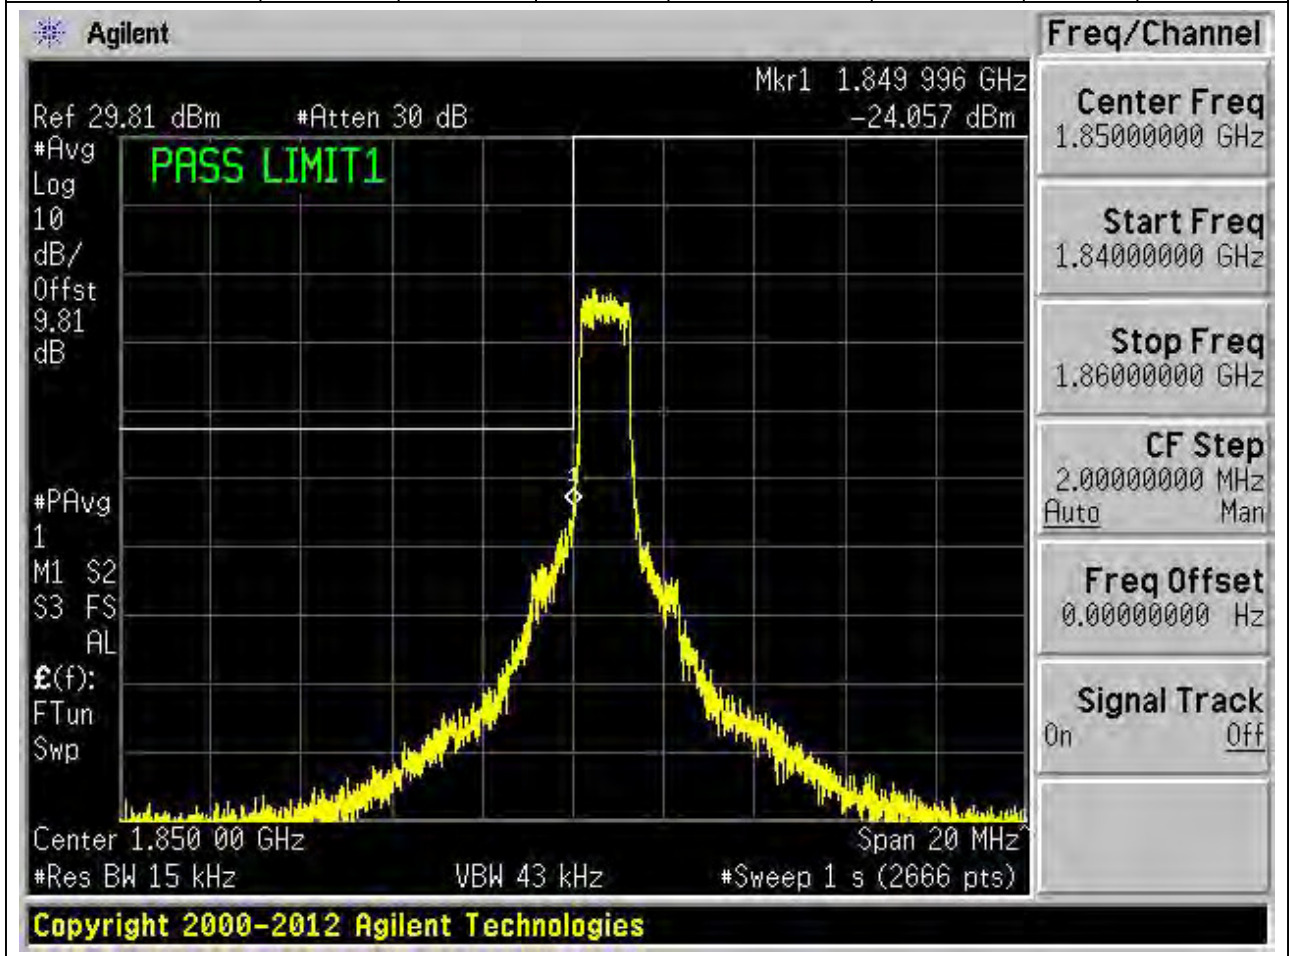 Agilent
Freq/Channel
Mkr1 1.849 996 GHz
Ref 29.81 dBm #Atten 30 dB -24.057 dBm
#Avg
Log
10
dB/
Offst
9.81
dB
PASS LIMIT1
1
#PAvg
1
M1 S2
S3 FS
AL
£(f):
FTun
Swp
Center 1.850 00 GHz Span 20 MHz^
#Res BW 15 kHz VBW 43 kHz #Sweep 1 s (2666 pts)
Center Freq
1.85000000 GHz
Start Freq
1.84000000 GHz
Stop Freq
1.86000000 GHz
CF Step
2.00000000 MHz
Auto Man
Freq Offset
0.00000000 Hz
Signal Track
On Off
Copyright 2000-2012 Agilent Technologies